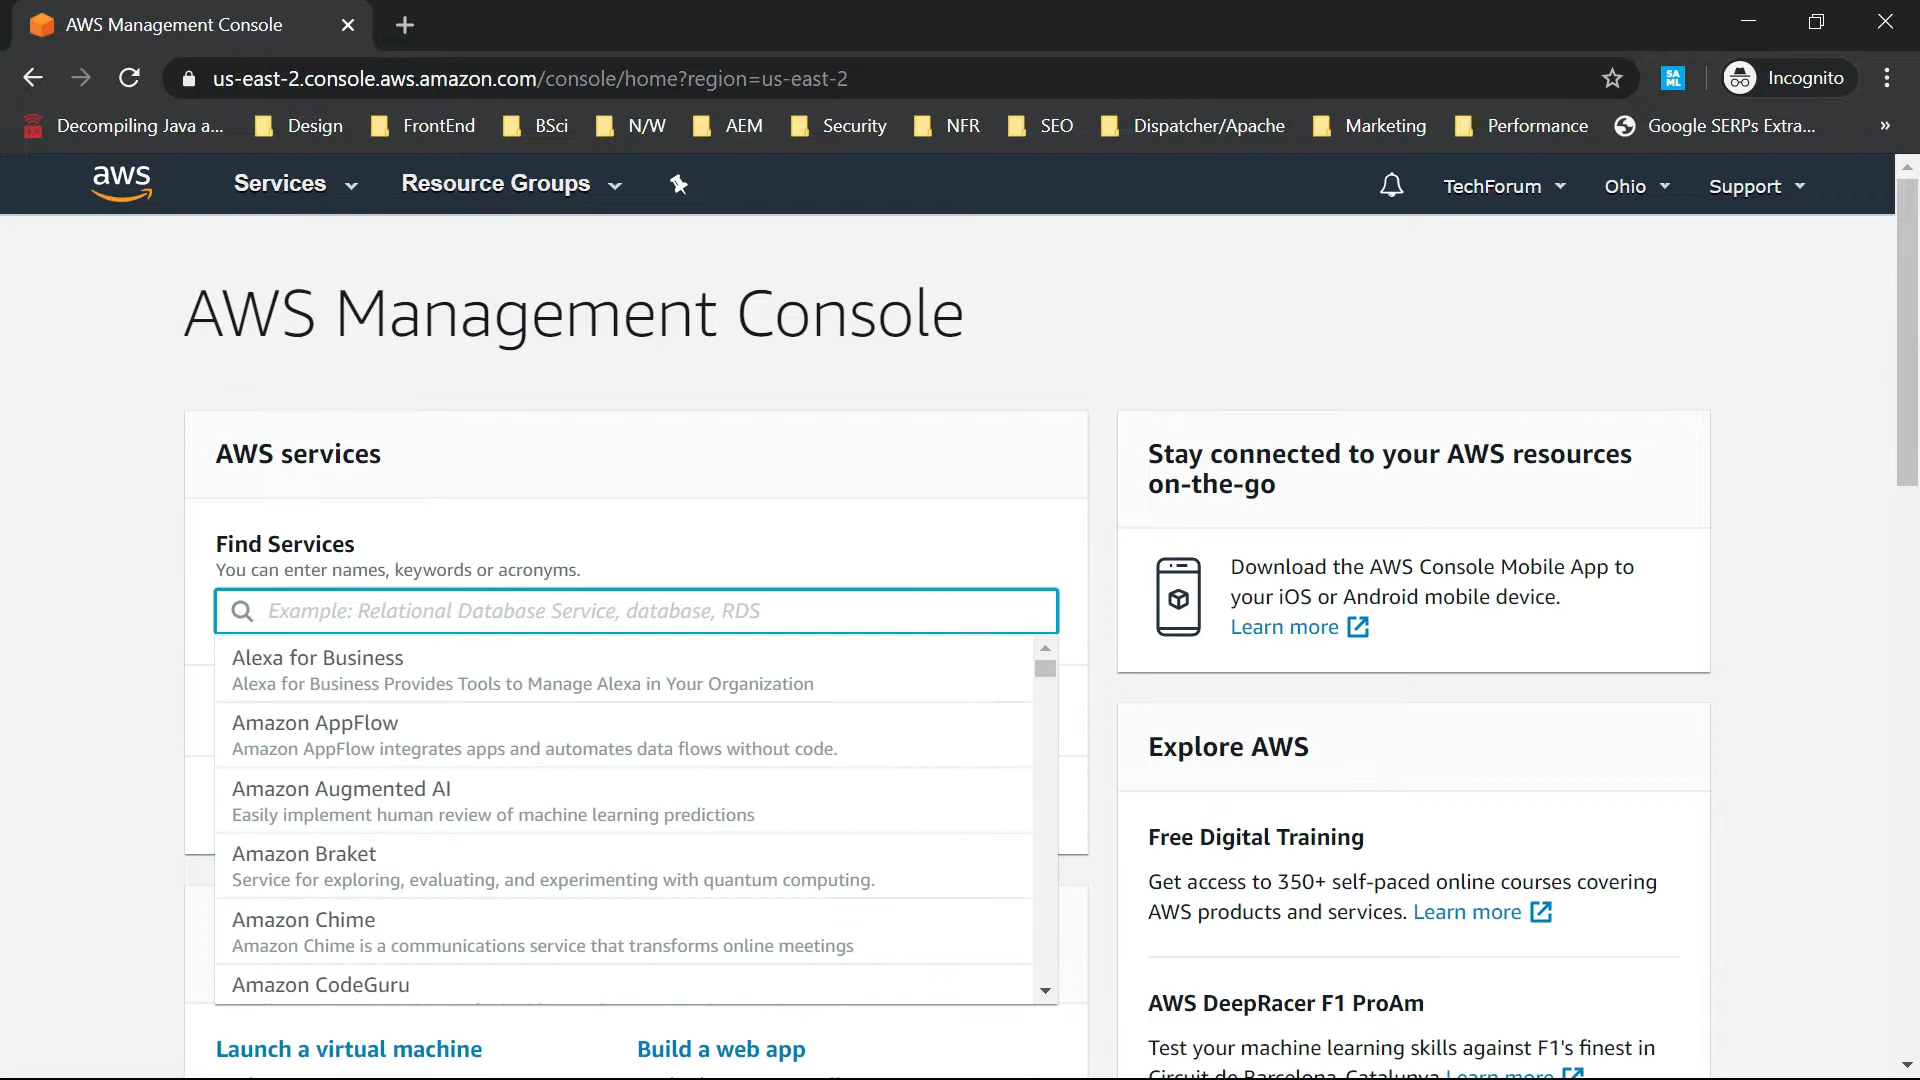 AWS Management Console
us-east-2.console.aws.amazon.com/console/home?region=us-east-2
SA
ML
Incognito
Decompiling Java a...
Design
FrontEnd
BSci
N/W
AEM
Security
NFR
SEO
Dispatcher/Apache
Marketing
Performance
Google SERPs Extra...
»
aws
Services
Resource Groups
TechForum
Ohio
Support
AWS Management Console
AWS services
Find Services
You can enter names, keywords or acronyms.
Example: Relational Database Service, database, RDS
Alexa for Business
Alexa for Business Provides Tools to Manage Alexa in Your Organization
Amazon AppFlow
Amazon AppFlow integrates apps and automates data flows without code.
Amazon Augmented AI
Easily implement human review of machine learning predictions
Amazon Braket
Service for exploring, evaluating, and experimenting with quantum computing.
Amazon Chime
Amazon Chime is a communications service that transforms online meetings
Amazon CodeGuru
Launch a virtual machine
Build a web app
Stay connected to your AWS resources
on-the-go
Download the AWS Console Mobile App to
your iOS or Android mobile device.
Learn more
Explore AWS
Free Digital Training
Get access to 350+ self-paced online courses covering
AWS products and services. Learn more
AWS DeepRacer F1 ProAm
Test your machine learning skills against F1's finest in
Circuit de Barcelona-Catalunya Learn more